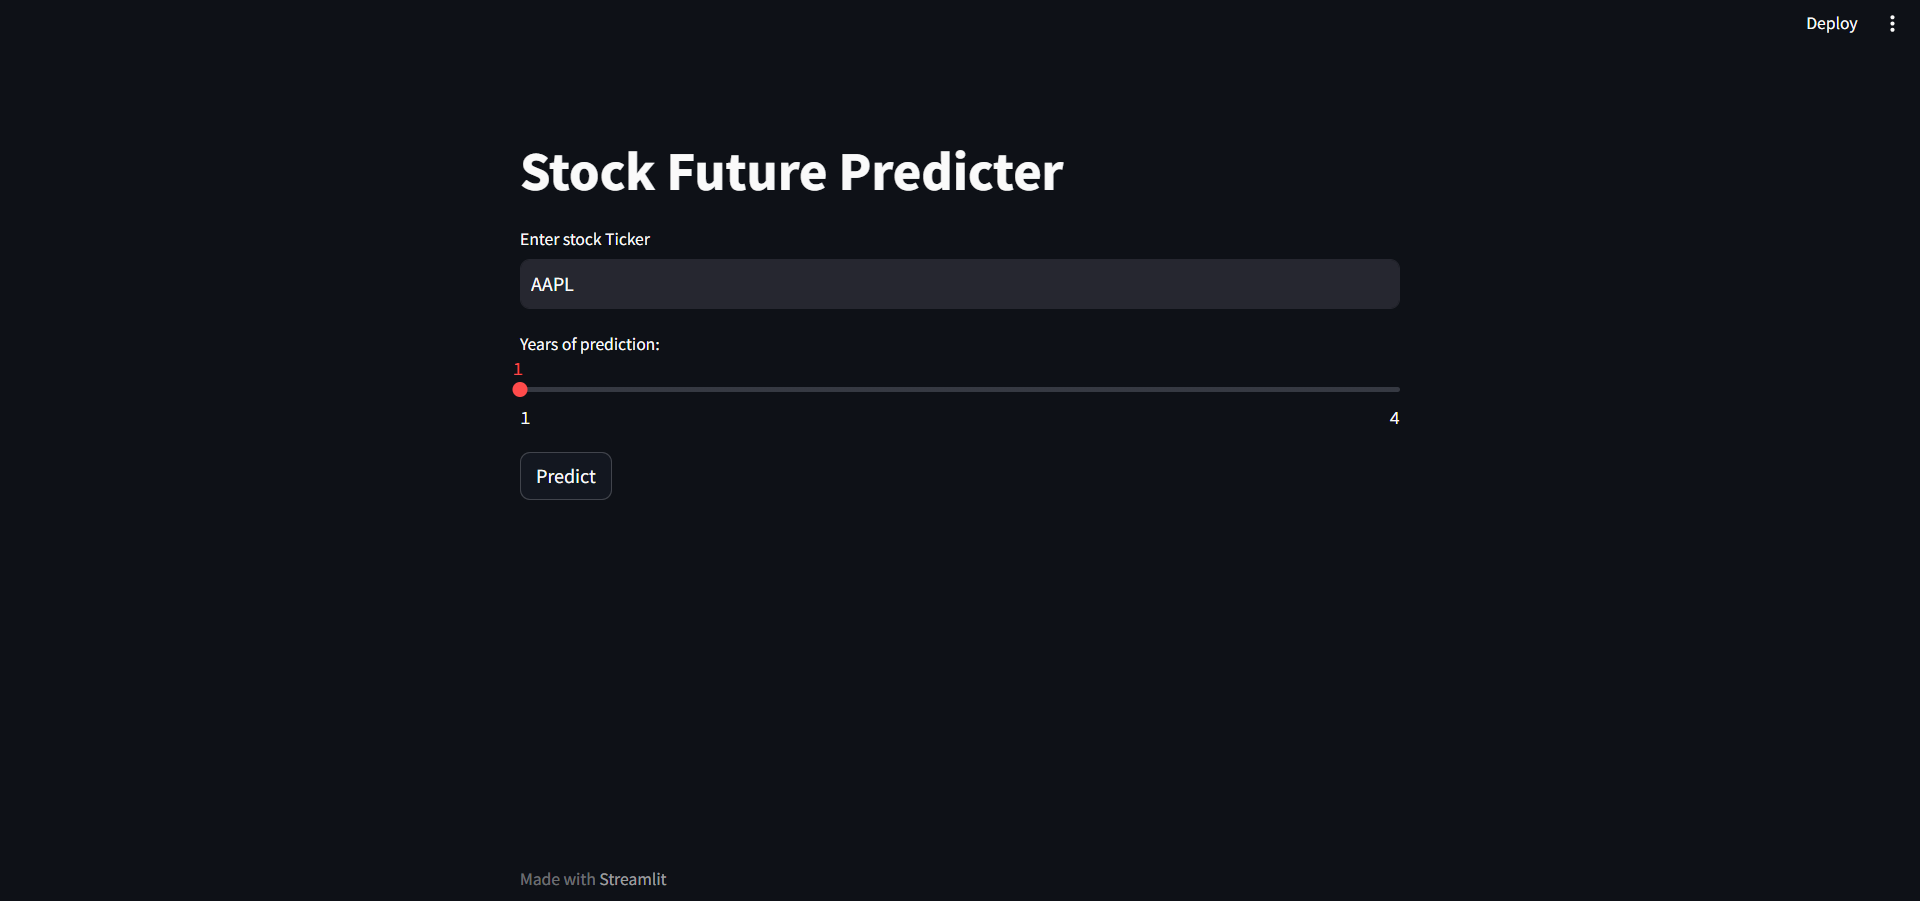 Deploy
Stock Future Predicter
Enter stock Ticker
AAPL
Years of prediction:
1
1 4
Predict
Made with Streamlit